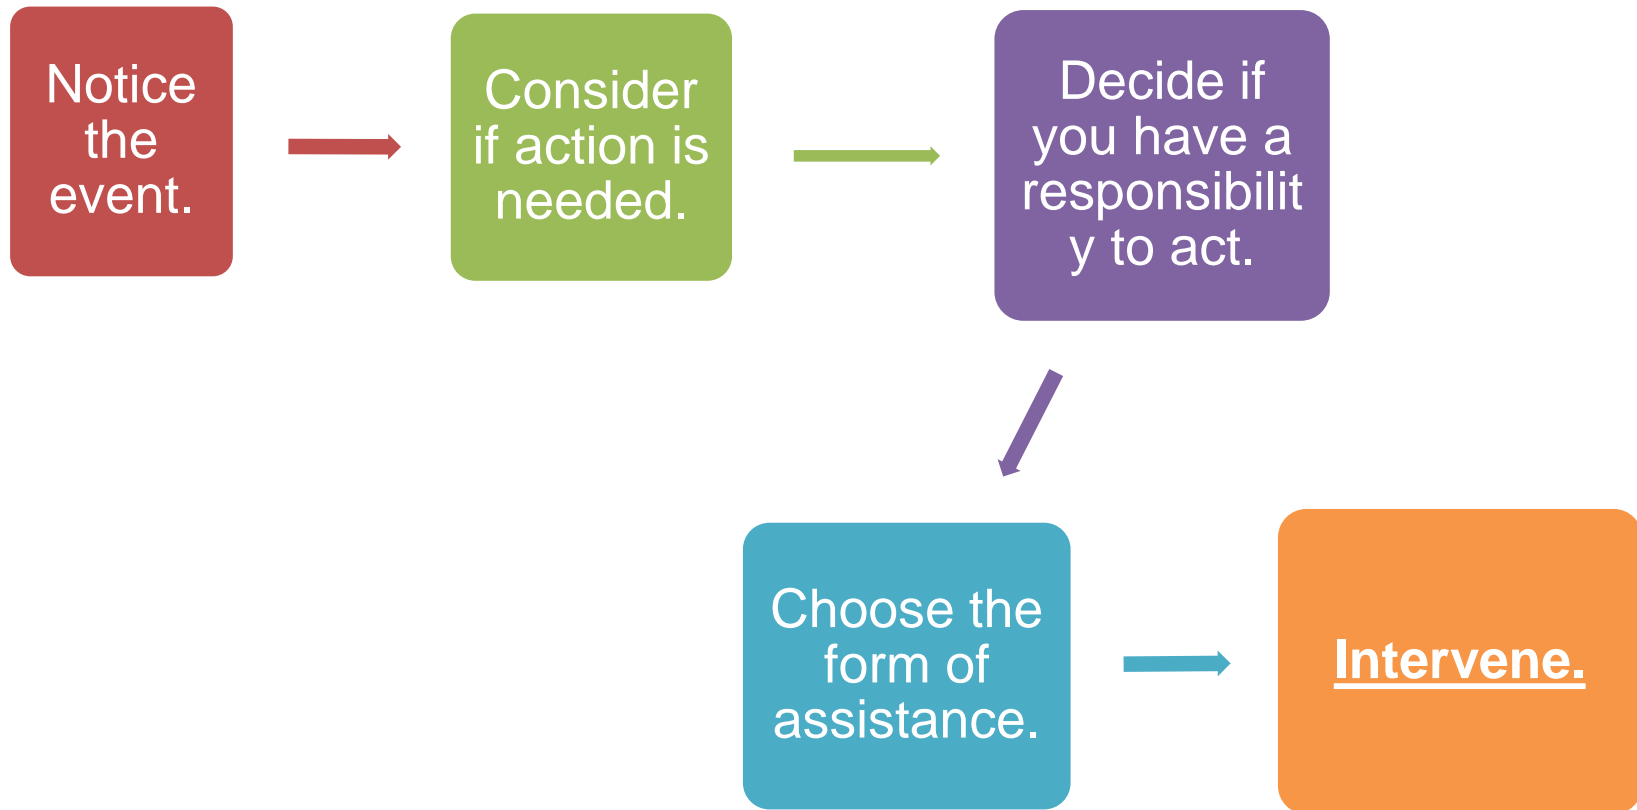 Notice
the
event.
Consider
if action is
needed.
Decide if
you have a
responsibilit
y to act.
Choose the
form of
assistance.
Intervene.